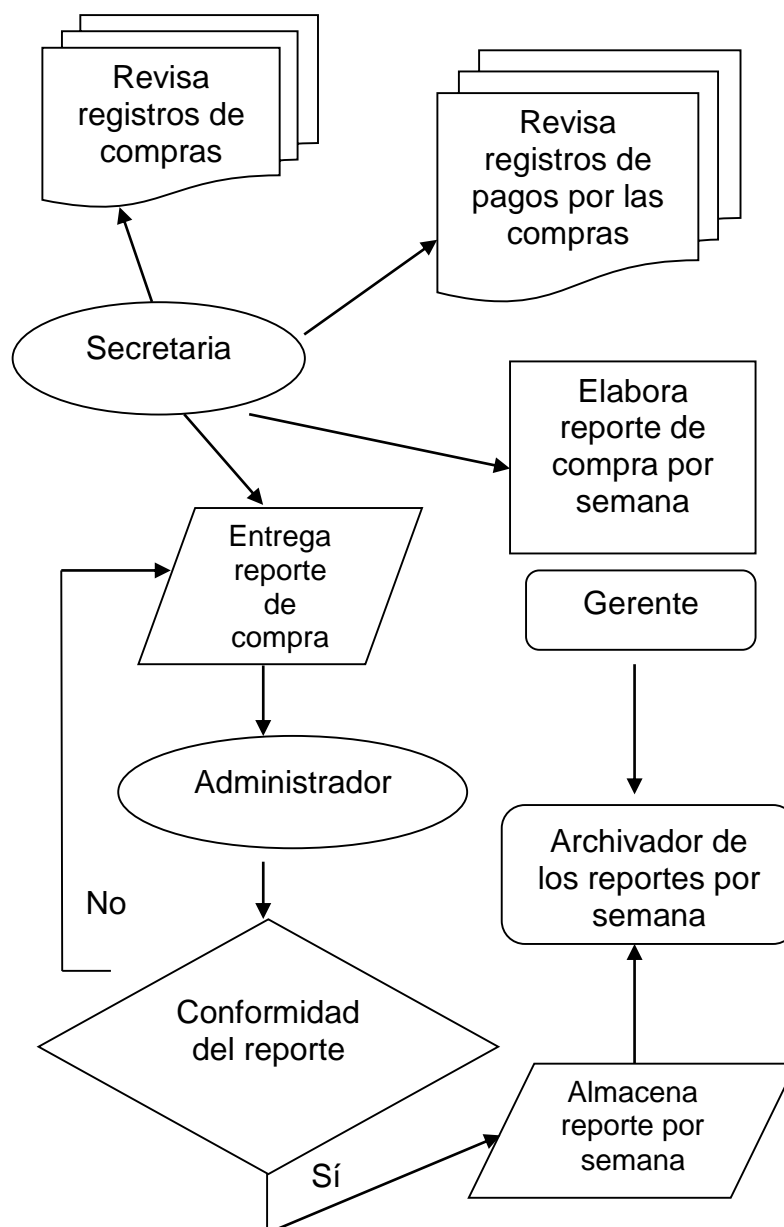 Revisa
registros de
compras
Revisa
registros de
pagos por las
compras
Secretaria
Elabora
reporte de
compra por
semana
Entrega
reporte
de
compra
Gerente
Administrador
Archivador de
los reportes por
semana
No
Conformidad
del reporte
Almacena
reporte por
semana
Sí